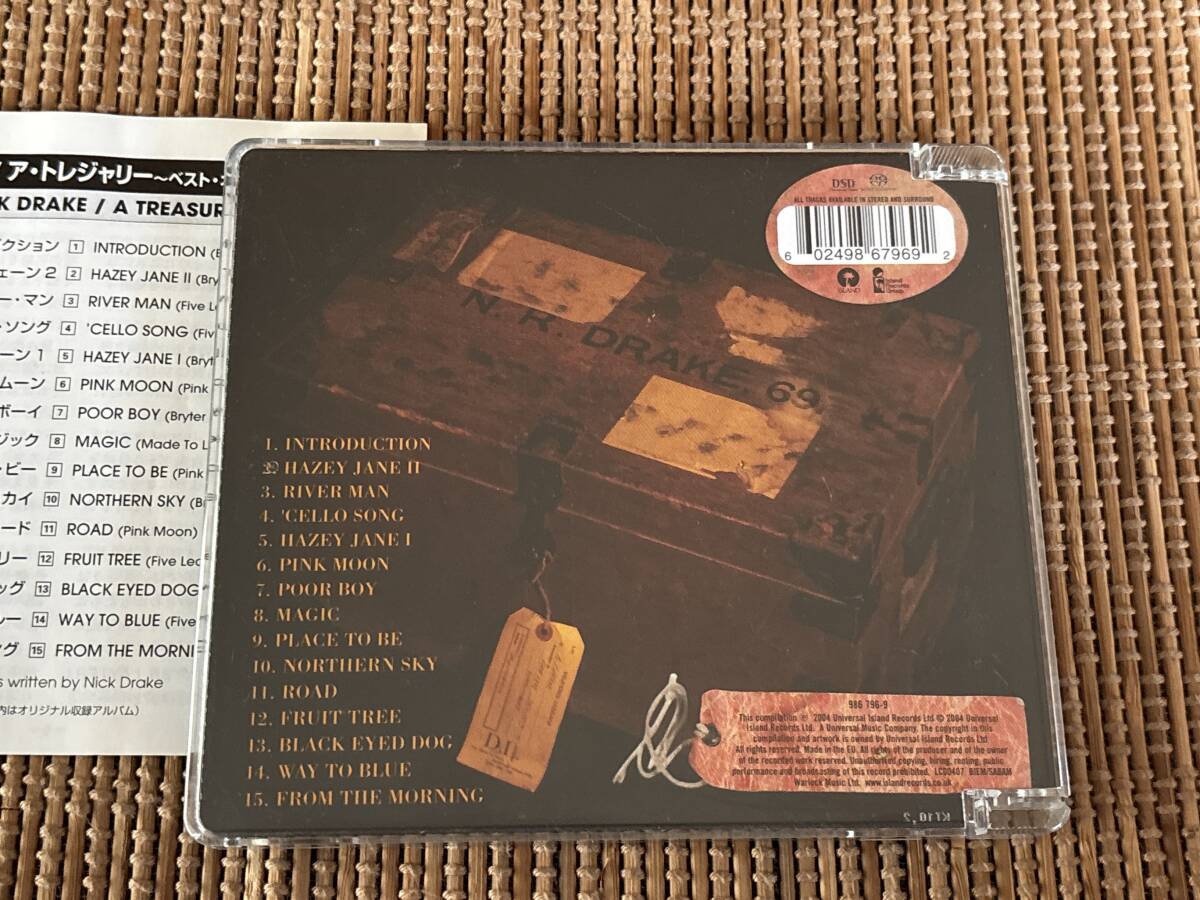 ア・トレジャリー～ベスト・
K DRAKE / A TREASUR
クション 1 INTRODUCTION
ェーン2 2 HAZEY JANE II (Bry
ー・マン 3 RIVER MAN (Five Le
・ソング 4 'CELLO SONG (Fiv
ーン1 5 HAZEY JANE I (Bryt
ムーン 6 PINK MOON (Pink
ボーイ 7 POOR BOY (Bryter
ジック 8 MAGIC (Made To L
・ビー 9 PLACE TO BE (Pink
カイ 10 NORTHERN SKY (B
ード 11 ROAD (Pink Moon)
リー 12 FRUIT TREE (Five Lea
ッグ 13 BLACK EYED DOG
ルー 14 WAY TO BLUE (Five
ング 15 FROM THE MORNI
s written by Nick Drake
内はオリジナル収録アルバム)
DSD
ALL TRACKS AVAILABLE IN STEREO AND SURROUND
6 02498 67969 2
ISLAND
Island Records Group
N. R. DRAKE. 69.
1. INTRODUCTION
2. HAZEY JANE II
3. RIVER MAN
4. 'CELLO SONG
5. HAZEY JANE I
6. PINK MOON
7. POOR BOY
8. MAGIC
9. PLACE TO BE
10. NORTHERN SKY
11. ROAD
12. FRUIT TREE
13. BLACK EYED DOG
14. WAY TO BLUE
15. FROM THE MORNING
986 796-9
This compilation ℗ 2004 Universal Island Records Ltd © 2004 Universal
Island Records Ltd. A Universal Music Company. The copyright in this
compilation and artwork is owned by Universal Island Records Ltd
All rights reserved. Made in the EU. All rights of the producer and of the owner
of the recorded work reserved. Unauthorised copying, hiring, renting, public
performance and broadcasting of this record prohibited. LC00407 BIEM/SABAM
Warlock Music Ltd. www.islandrecords.co.uk